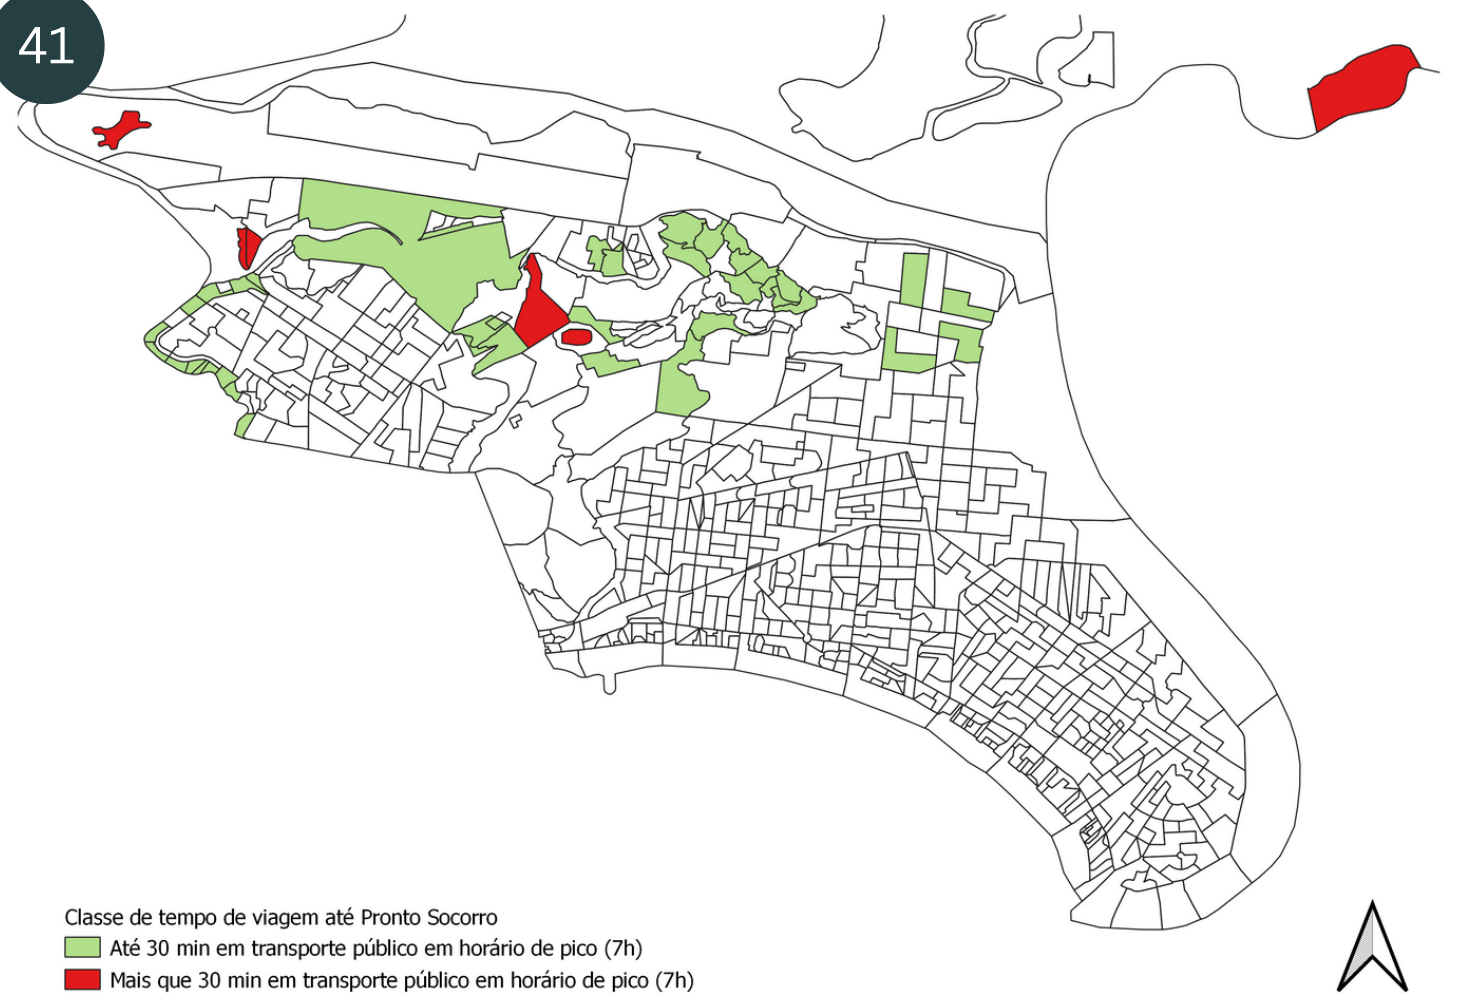 41
Classe de tempo de viagem até Pronto Socorro
Até 30 min em transporte público em horário de pico (7h)
Mais que 30 min em transporte público em horário de pico (7h)